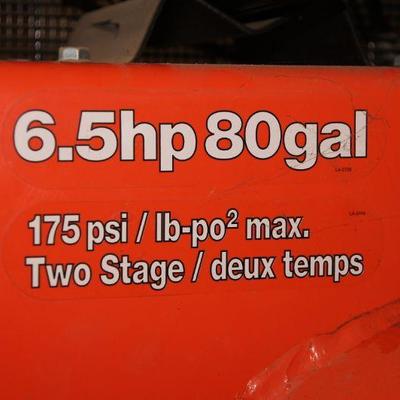 6.5hp 80gal
175 psi / lb-po² max.
Two Stage / deux temps